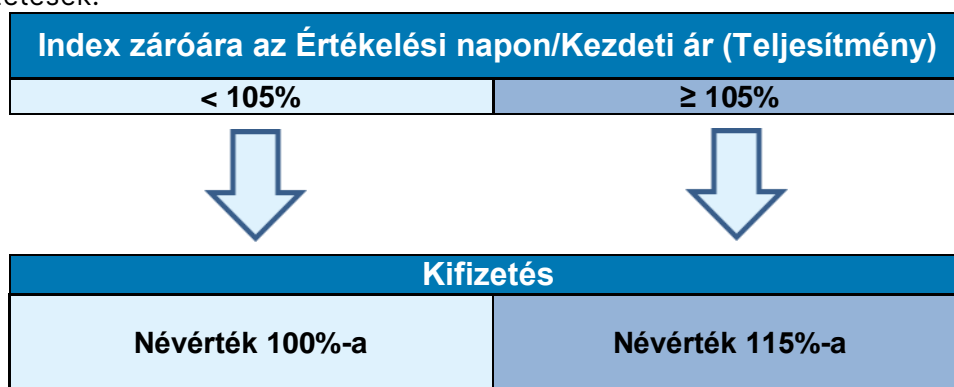 Index záróára az Értékelési napon/Kezdeti ár (Teljesítmény)
< 105%
≥ 105%
Kifizetés
Névérték 100%-a
Névérték 115%-a